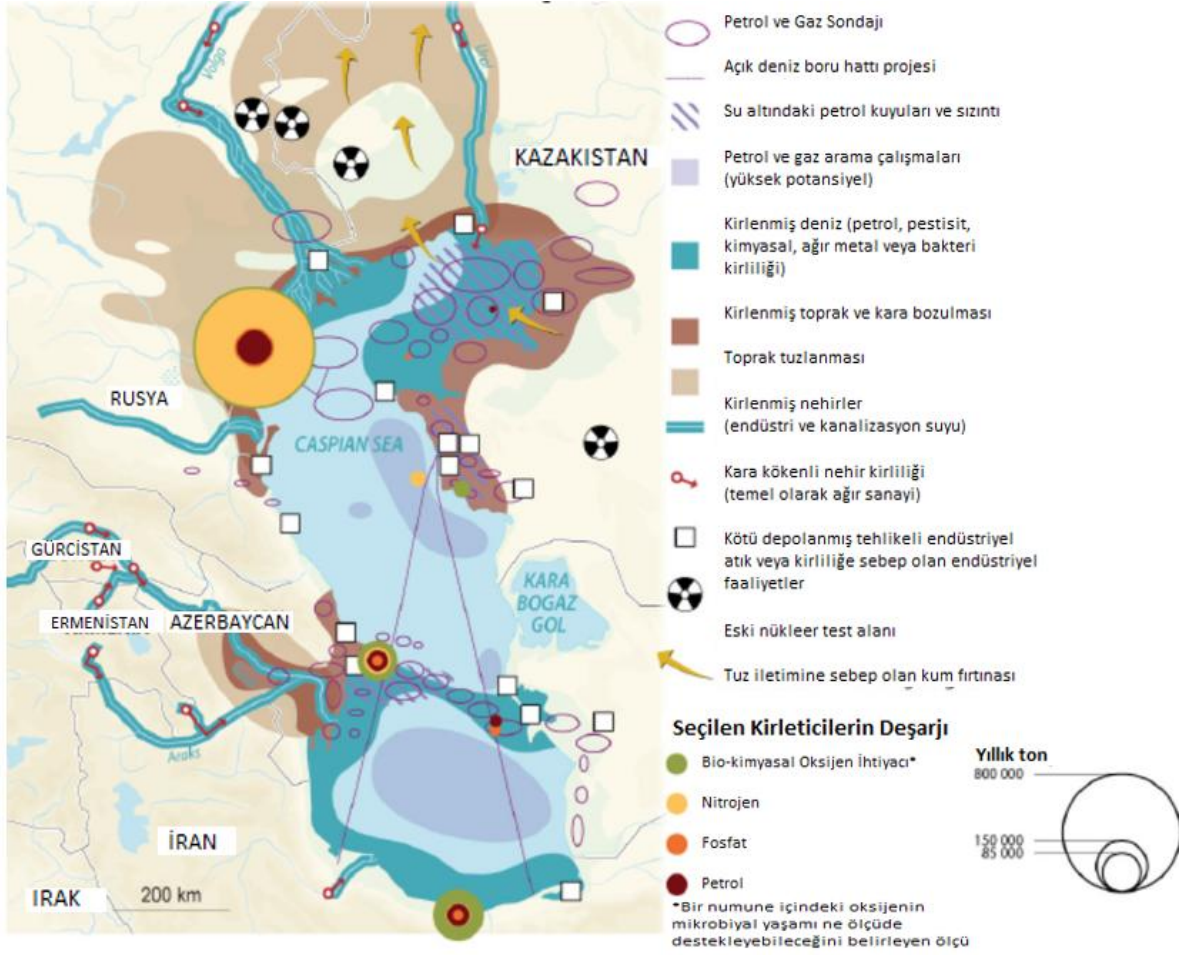 Volga
Ural
KAZAKISTAN
RUSYA
CASPIAN SEA
GÜRCİSTAN
ERMENİSTAN
AZERBAYCAN
KARA
BOGAZ
GOL
Araks
İRAN
IRAK
200 km
Petrol ve Gaz Sondajı
Açık deniz boru hattı projesi
Su altındaki petrol kuyuları ve sızıntı
Petrol ve gaz arama çalışmaları
(yüksek potansiyel)
Kirlenmiş deniz (petrol, pestisit,
kimyasal, ağır metal veya bakteri
kirliliği)
Kirlenmiş toprak ve kara bozulması
Toprak tuzlanması
Kirlenmiş nehirler
(endüstri ve kanalizasyon suyu)
Kara kökenli nehir kirliliği
(temel olarak ağır sanayi)
Kötü depolanmış tehlikeli endüstriyel
atık veya kirliliğe sebep olan endüstriyel
faaliyetler
Eski nükleer test alanı
Tuz iletimine sebep olan kum fırtınası
Seçilen Kirleticilerin Deşarjı
Bio-kimyasal Oksijen İhtiyacı*
Nitrojen
Fosfat
Petrol
*Bir numune içindeki oksijenin
mikrobiyal yaşamı ne ölçüde
destekleyebileceğini belirleyen ölçü
Yıllık ton
800 000
150 000
85 000